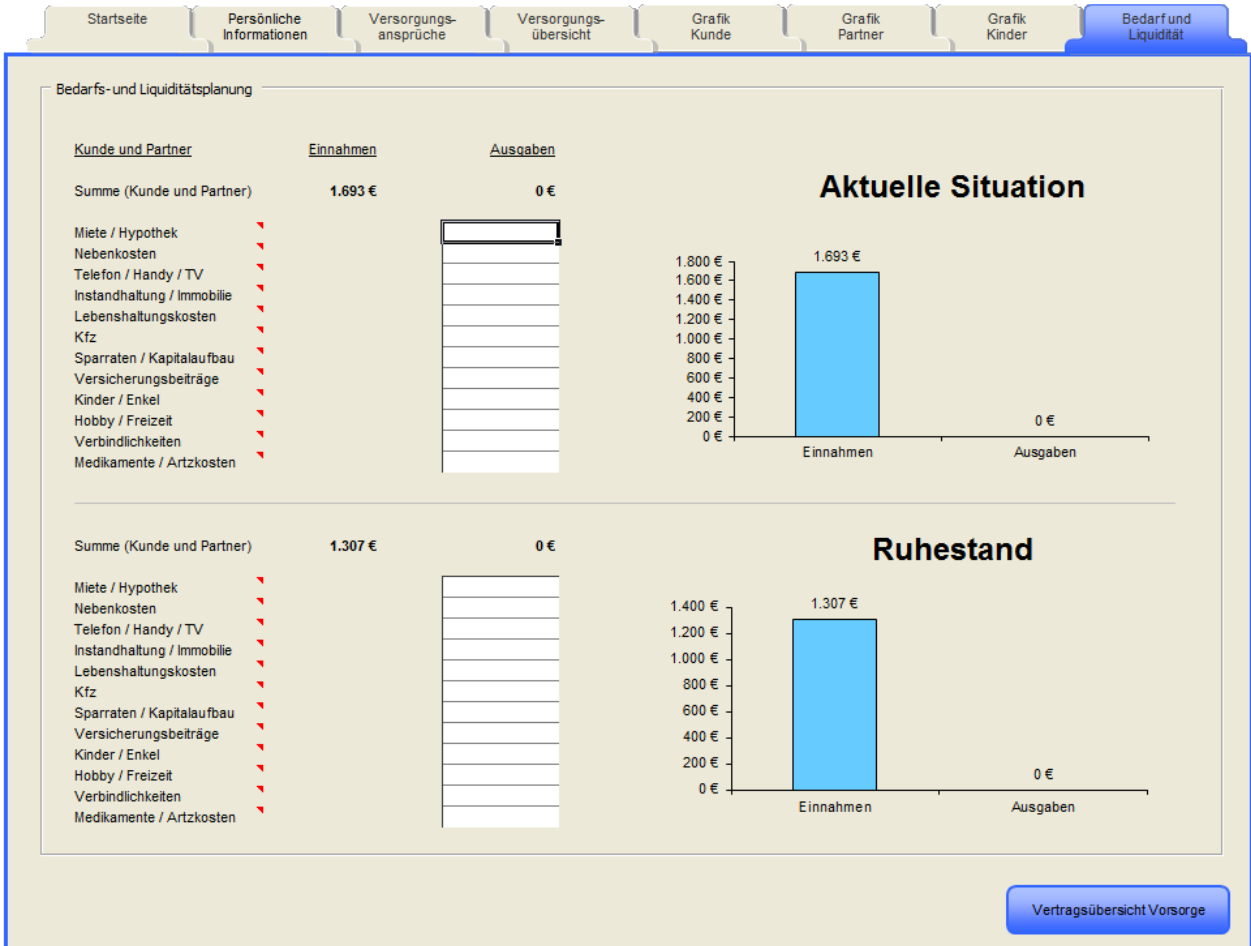 Startseite
Persönliche
Informationen
Versorgungs-
ansprüche
Versorgungs-
übersicht
Grafik
Kunde
Grafik
Partner
Grafik
Kinder
Bedarf und
Liquidität
Bedarfs- und Liquiditätsplanung
Kunde und Partner Einnahmen Ausgaben
Summe (Kunde und Partner) 1.693 € 0 €
Miete / Hypothek
Nebenkosten
Telefon / Handy / TV
Instandhaltung / Immobilie
Lebenshaltungskosten
Kfz
Sparraten / Kapitalaufbau
Versicherungsbeiträge
Kinder / Enkel
Hobby / Freizeit
Verbindlichkeiten
Medikamente / Artzkosten
Aktuelle Situation
1.693 €
1.800 €
1.600 €
1.400 €
1.200 €
1.000 €
800 €
600 €
400 €
200 €
0 €
0 €
Einnahmen Ausgaben
Summe (Kunde und Partner) 1.307 € 0 €
Miete / Hypothek
Nebenkosten
Telefon / Handy / TV
Instandhaltung / Immobilie
Lebenshaltungskosten
Kfz
Sparraten / Kapitalaufbau
Versicherungsbeiträge
Kinder / Enkel
Hobby / Freizeit
Verbindlichkeiten
Medikamente / Artzkosten
Ruhestand
1.307 €
1.400 €
1.200 €
1.000 €
800 €
600 €
400 €
200 €
0 €
0 €
Einnahmen Ausgaben
Vertragsübersicht Vorsorge